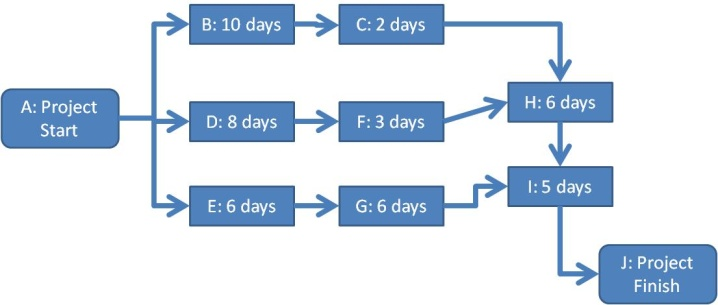 B: 10 days
C: 2 days
A: Project
Start
D: 8 days
F: 3 days
H: 6 days
E: 6 days
G: 6 days
I: 5 days
J: Project
Finish